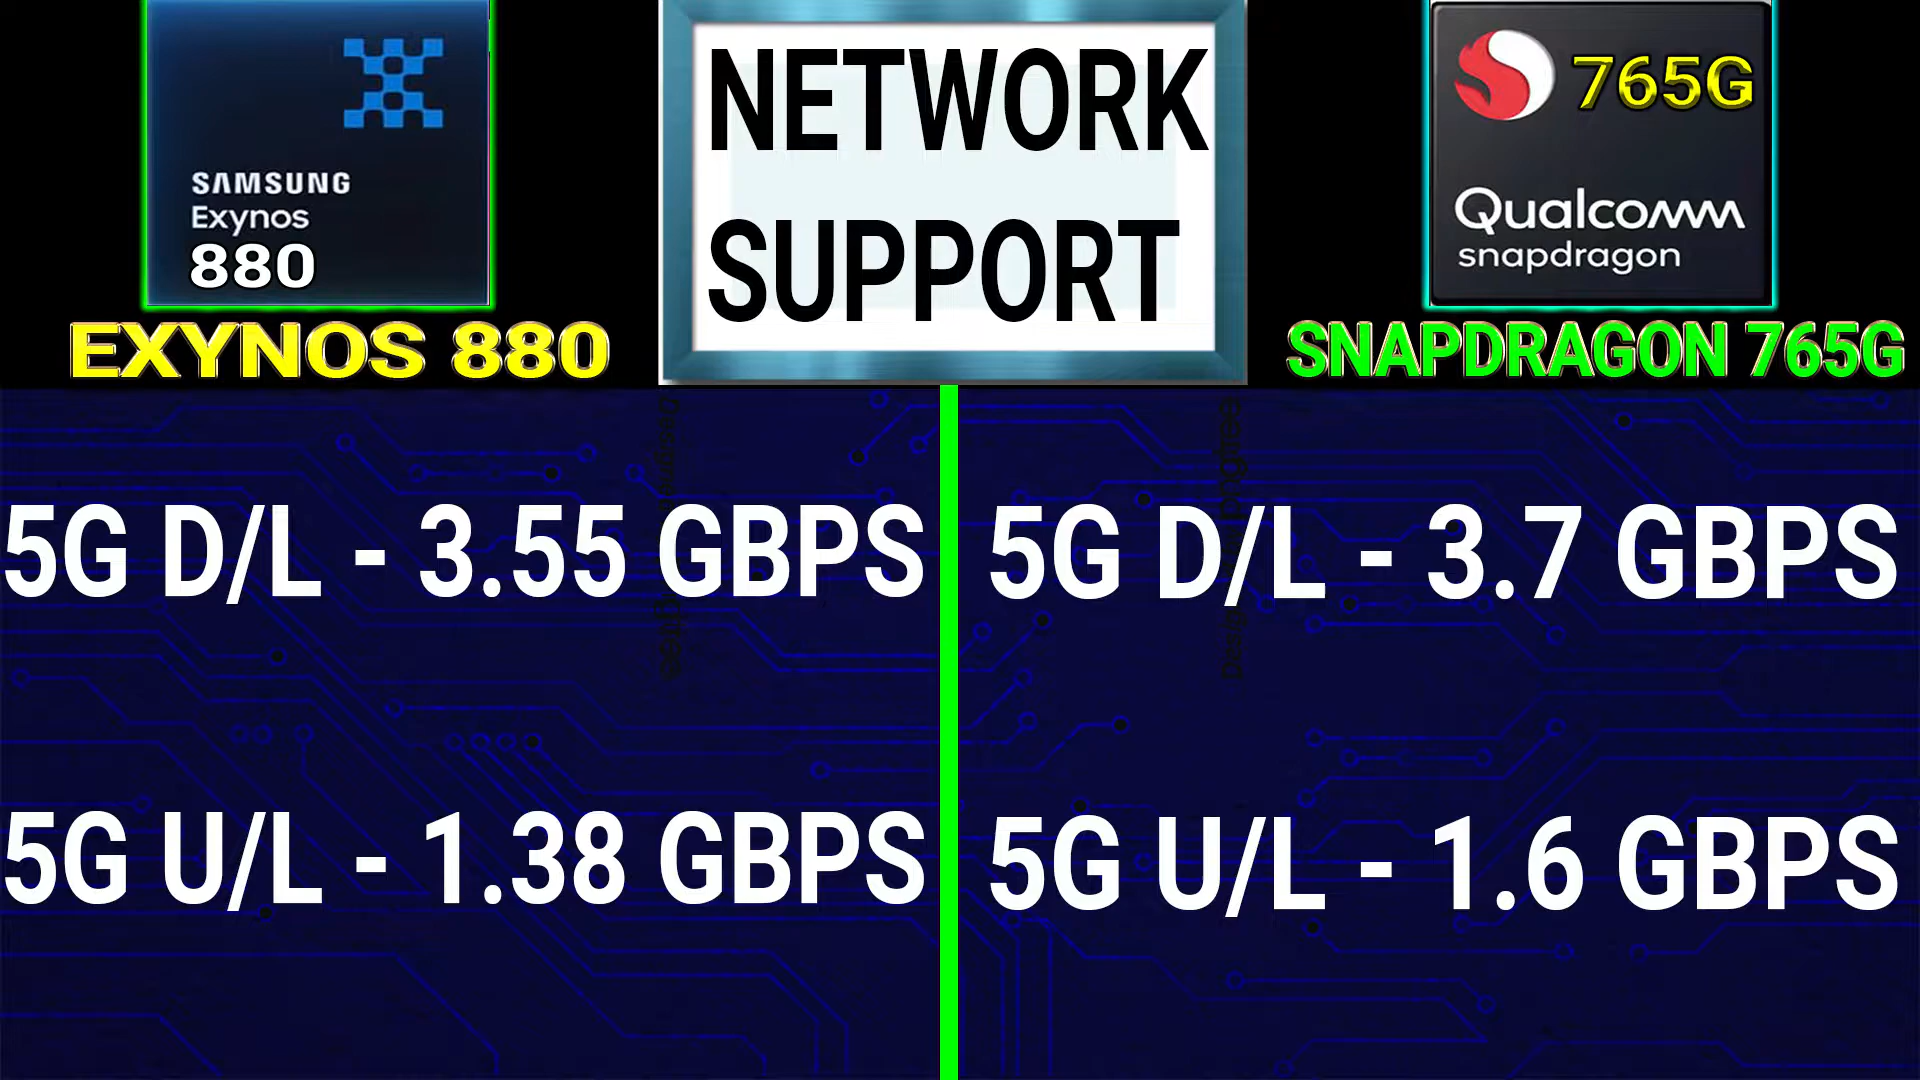 SAMSUNG
Exynos
880
EXYNOS 880
NETWORK
SUPPORT
765G
Qualcomm
snapdragon
SNAPDRAGON 765G
5G D/L - 3.55 GBPS
5G U/L - 1.38 GBPS
5G D/L - 3.7 GBPS
5G U/L - 1.6 GBPS